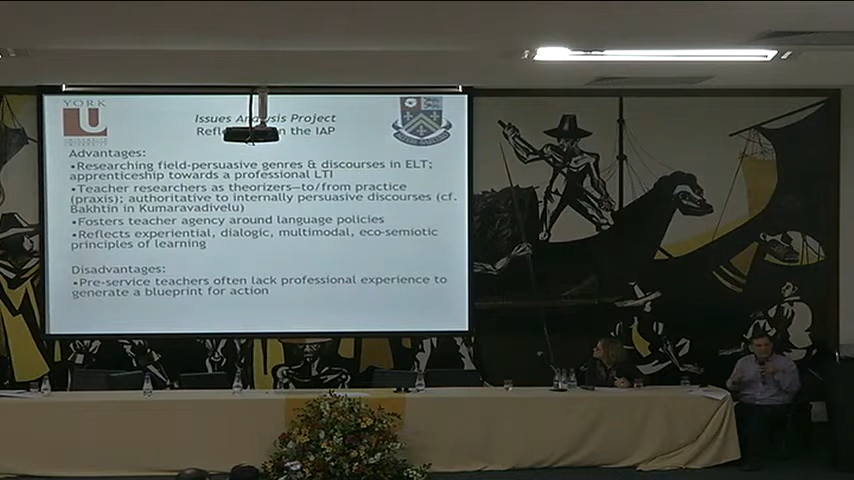 YORK
U
Issues Analysis Project
Refle on the IAP
Advantages:
•Researching field-persuasive genres & discourses in ELT;
apprenticeship towards a professional LTI
•Teacher researchers as theorizers—to/from practice
(praxis); authoritative to internally persuasive discourses (cf.
Bakhtin in Kumaravadivelu)
•Fosters teacher agency around language policies
•Reflects experiential, dialogic, multimodal, eco-semiotic
principles of learning
Disadvantages:
•Pre-service teachers often lack professional experience to
generate a blueprint for action